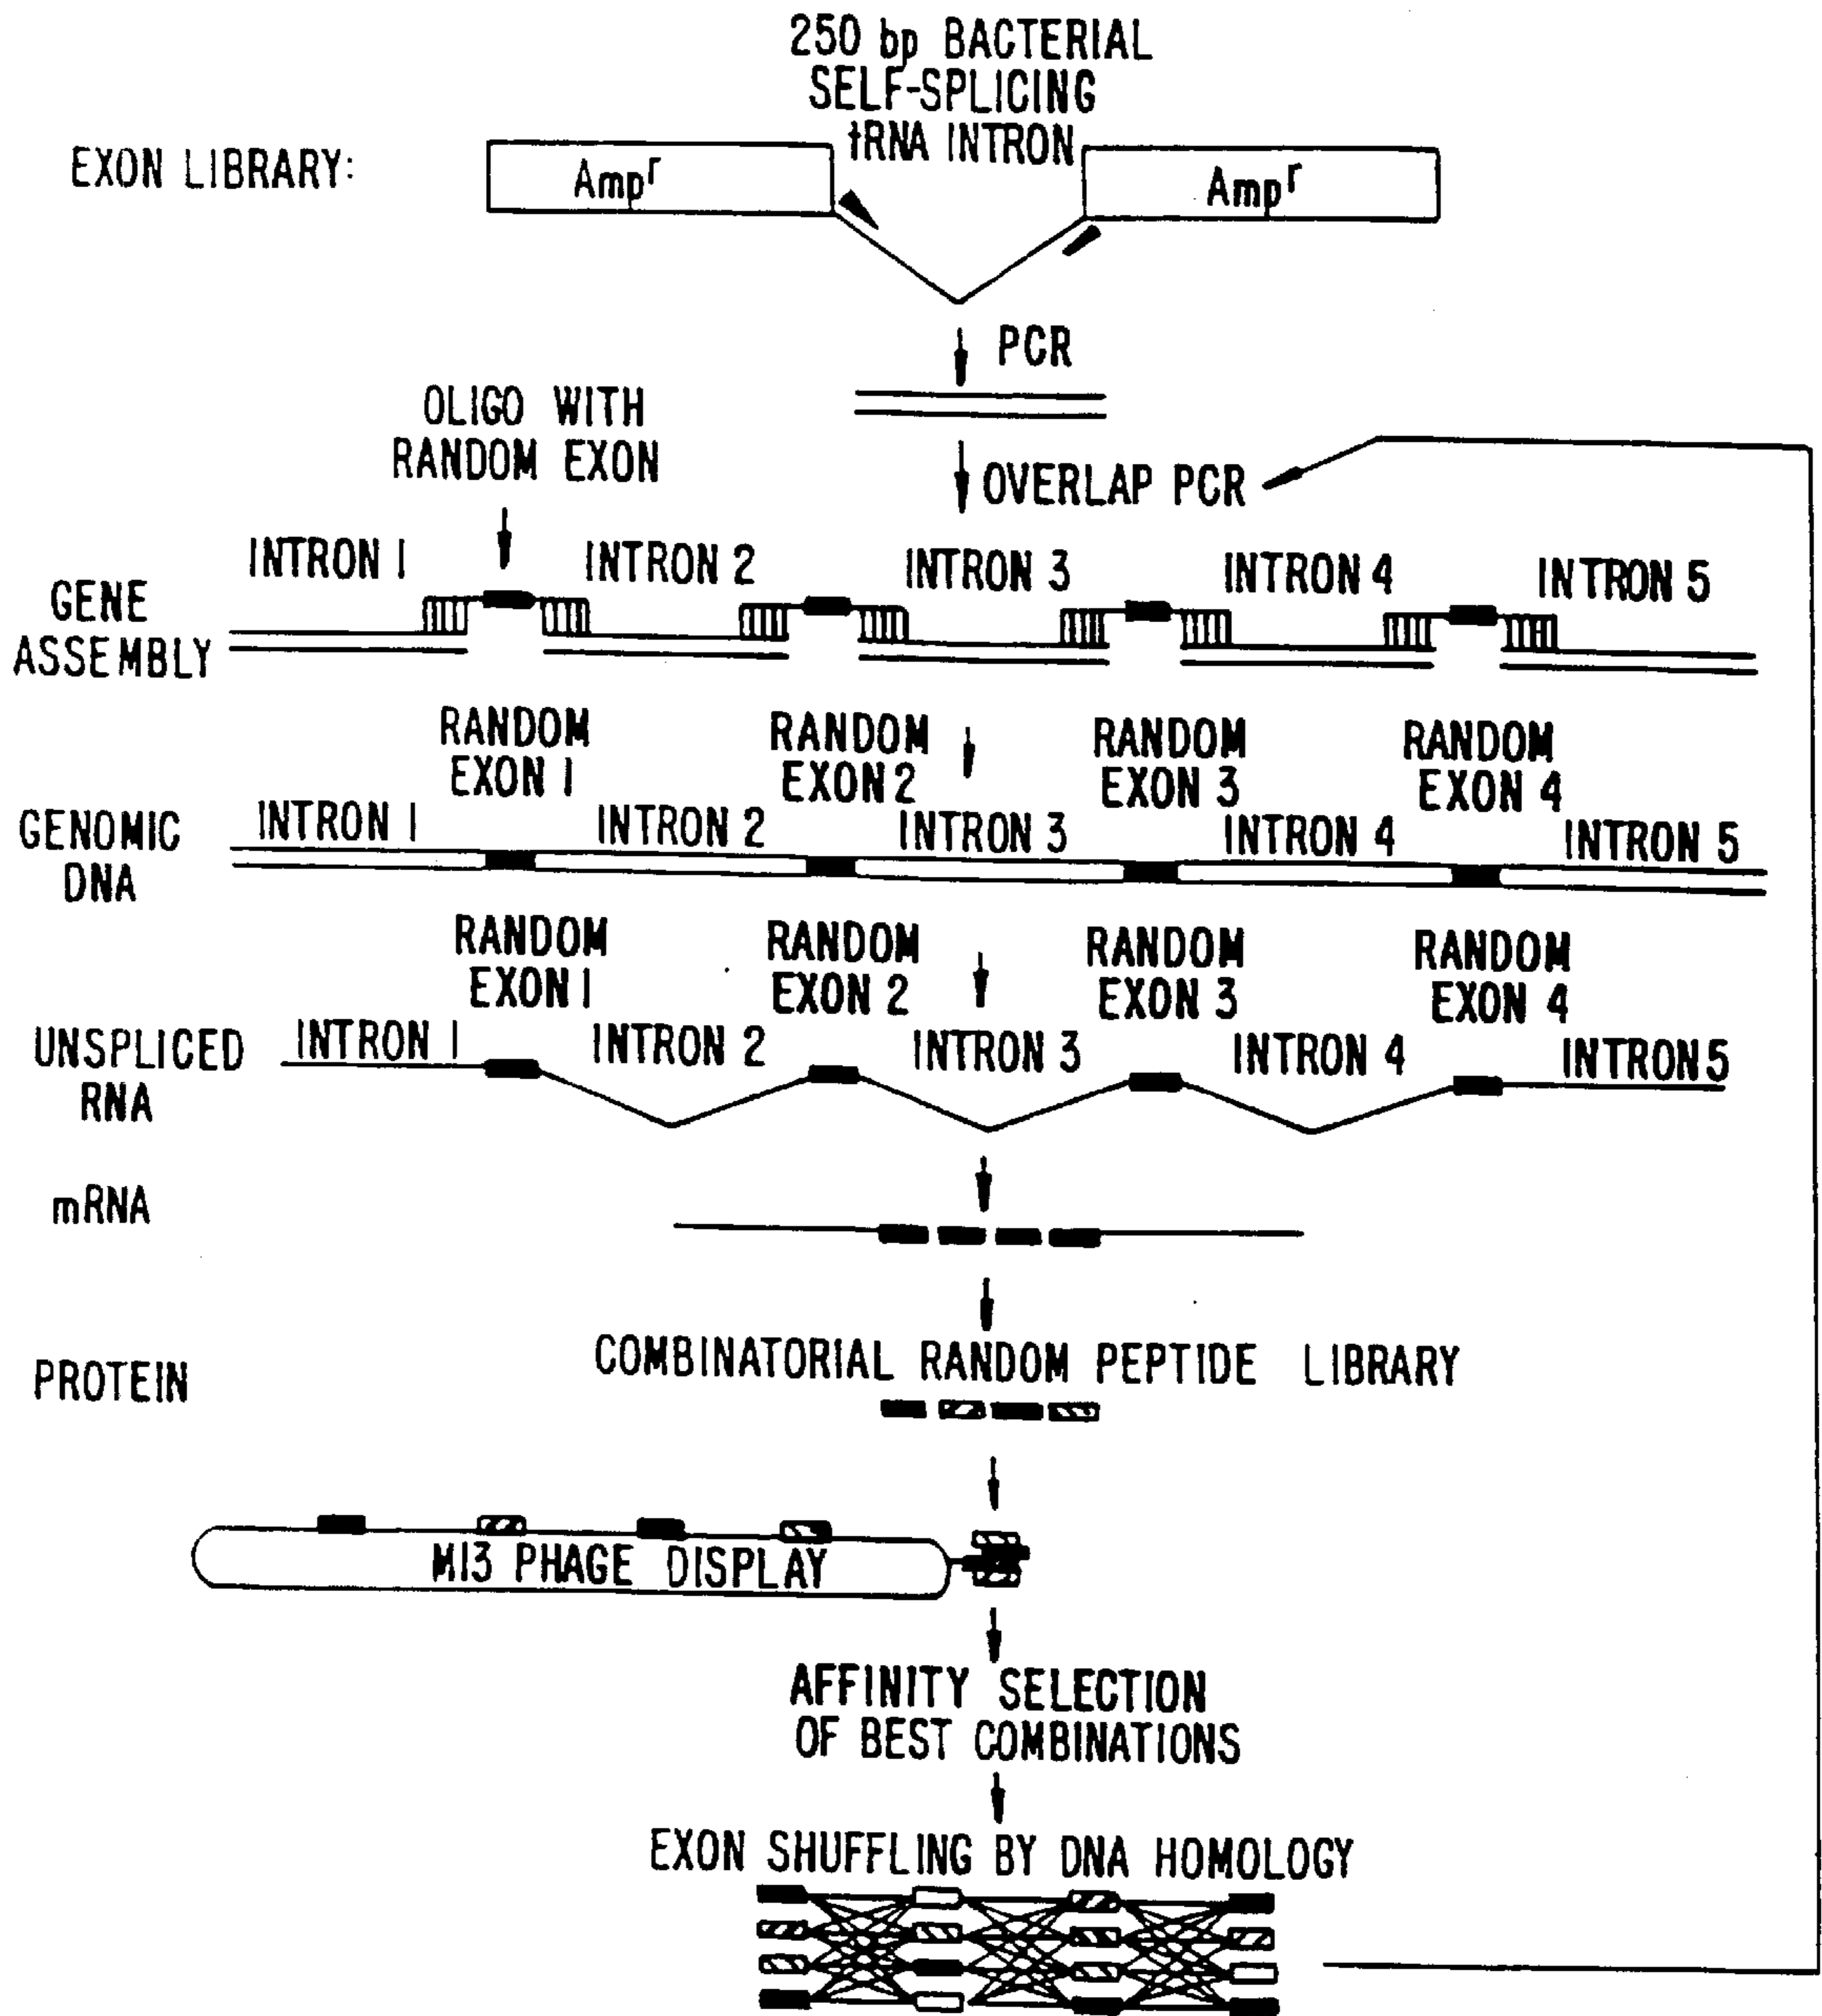 250 bp BACTERIAL
SELF-SPLICING
tRNA INTRON
EXON LIBRARY:
Ampʳ
Ampʳ
PCR
OLIGO WITH
RANDOM EXON
OVERLAP PCR
INTRON 1
INTRON 2
INTRON 3
INTRON 4
INTRON 5
GENE
ASSEMBLY
RANDOM
EXON 1
RANDOM
EXON 2
RANDOM
EXON 3
RANDOM
EXON 4
GENOMIC
DNA
INTRON 1
INTRON 2
INTRON 3
INTRON 4
INTRON 5
RANDOM
EXON 1
RANDOM
EXON 2
RANDOM
EXON 3
RANDOM
EXON 4
UNSPLICED
RNA
INTRON 1
INTRON 2
INTRON 3
INTRON 4
INTRON 5
mRNA
PROTEIN
COMBINATORIAL RANDOM PEPTIDE LIBRARY
M13 PHAGE DISPLAY
AFFINITY SELECTION
OF BEST COMBINATIONS
EXON SHUFFLING BY DNA HOMOLOGY